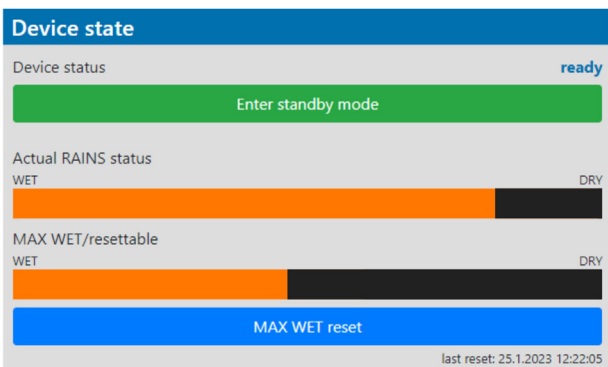 Device state
Device status ready
Enter standby mode
Actual RAINS status
WET DRY
MAX WET/resettable
WET DRY
MAX WET reset
last reset: 25.1.2023 12:22:05